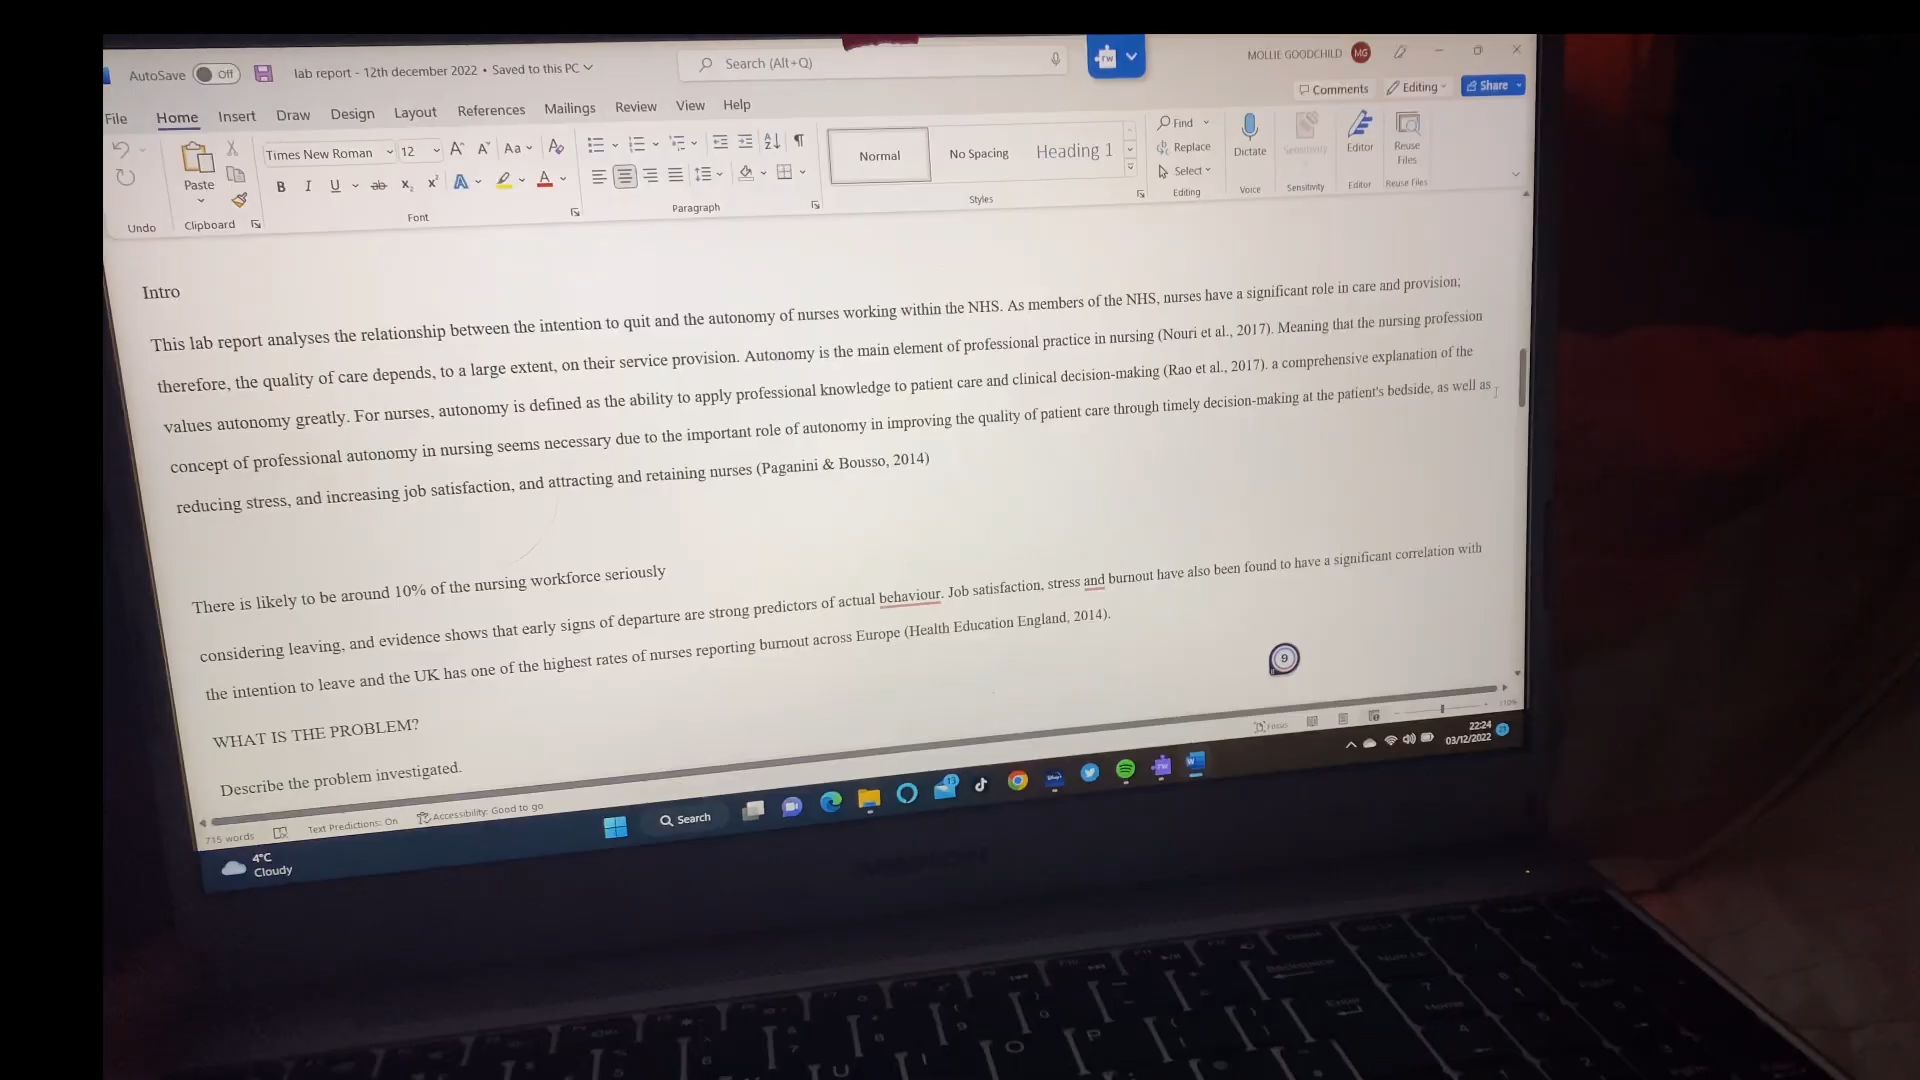 AutoSave Off lab report - 12th december 2022 • Saved to this PC Search (Alt+Q) rw MOLLIE GOODCHILD MG
File Home Insert Draw Design Layout References Mailings Review View Help Comments Editing Share
Times New Roman 12 Aa Find
Paste B I U ab x₂ x² A A Normal No Spacing Heading 1 Replace Dictate Sensitivity Editor Reuse Files
Select
Undo Clipboard Font Paragraph Styles Editing Voice Sensitivity Editor Reuse Files
Intro
This lab report analyses the relationship between the intention to quit and the autonomy of nurses working within the NHS. As members of the NHS, nurses have a significant role in care and provision;
therefore, the quality of care depends, to a large extent, on their service provision. Autonomy is the main element of professional practice in nursing (Nouri et al., 2017). Meaning that the nursing profession
values autonomy greatly. For nurses, autonomy is defined as the ability to apply professional knowledge to patient care and clinical decision-making (Rao et al., 2017). a comprehensive explanation of the
concept of professional autonomy in nursing seems necessary due to the important role of autonomy in improving the quality of patient care through timely decision-making at the patient's bedside, as well as
reducing stress, and increasing job satisfaction, and attracting and retaining nurses (Paganini & Bousso, 2014)
There is likely to be around 10% of the nursing workforce seriously
considering leaving, and evidence shows that early signs of departure are strong predictors of actual behaviour. Job satisfaction, stress and burnout have also been found to have a significant correlation with
the intention to leave and the UK has one of the highest rates of nurses reporting burnout across Europe (Health Education England, 2014).
9
WHAT IS THE PROBLEM?
Describe the problem investigated.
715 words Text Predictions: On Accessibility: Good to go Focus 110%
4°C
Cloudy
Search
13
22:24
03/12/2022